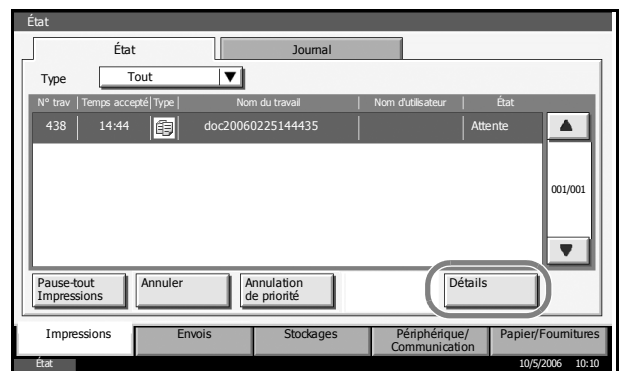 État
État Journal
Type Tout
N° trav Temps accepté Type Nom du travail Nom d'utilisateur État
438 14:44 doc20060225144435 Attente
001/001
Pause-tout Impressions Annuler Annulation de priorité Détails
Impressions Envois Stockages Périphérique/ Communication Papier/Fournitures
État 10/5/2006 10:10